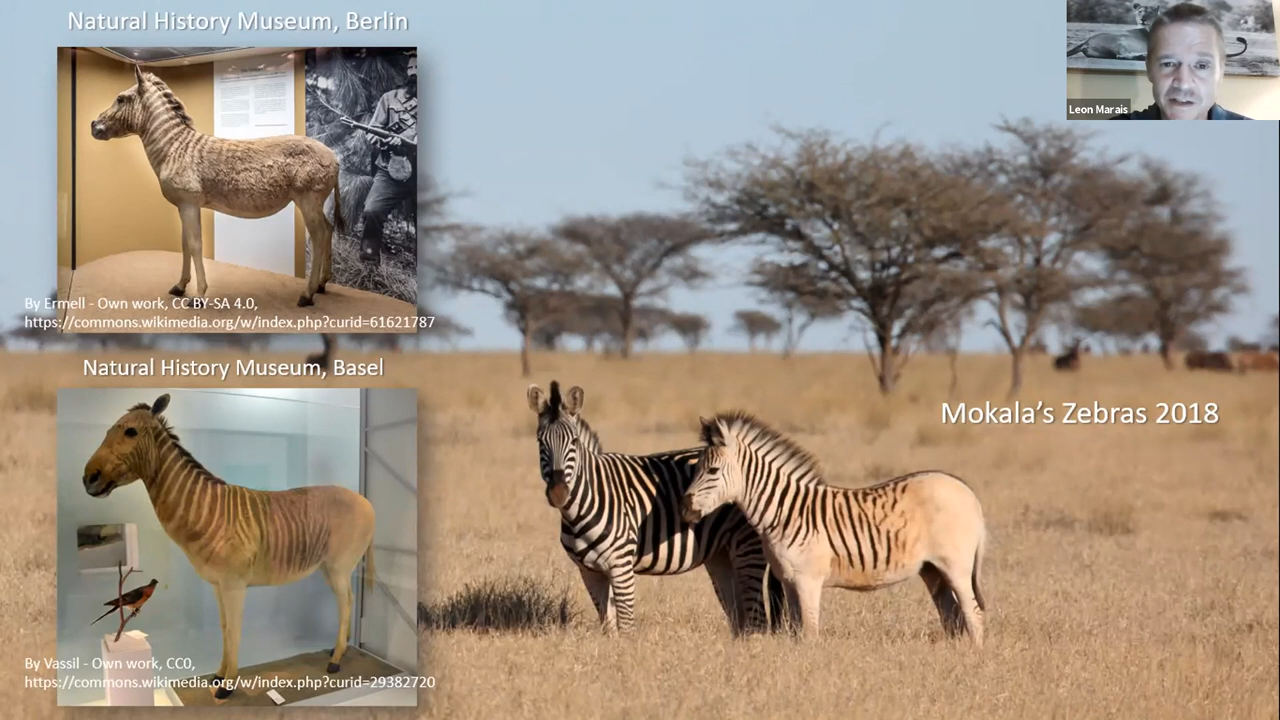 Natural History Museum, Berlin
By Ermell - Own work, CC BY-SA 4.0,
https://commons.wikimedia.org/w/index.php?curid=61621787
Natural History Museum, Basel
By Vassil - Own work, CC0,
https://commons.wikimedia.org/w/index.php?curid=29382720
Mokala's Zebras 2018
Leon Marais